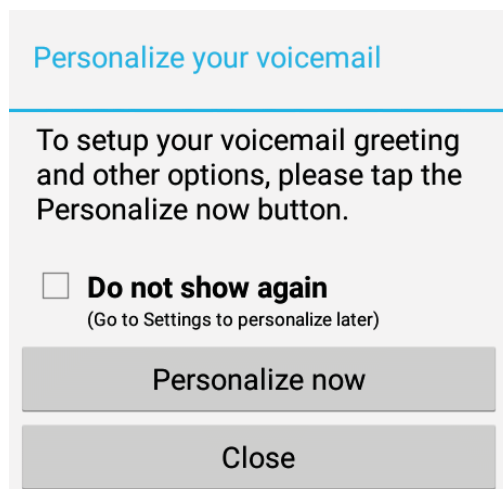 Personalize your voicemail
To setup your voicemail greeting
and other options, please tap the
Personalize now button.
Do not show again
(Go to Settings to personalize later)
Personalize now
Close